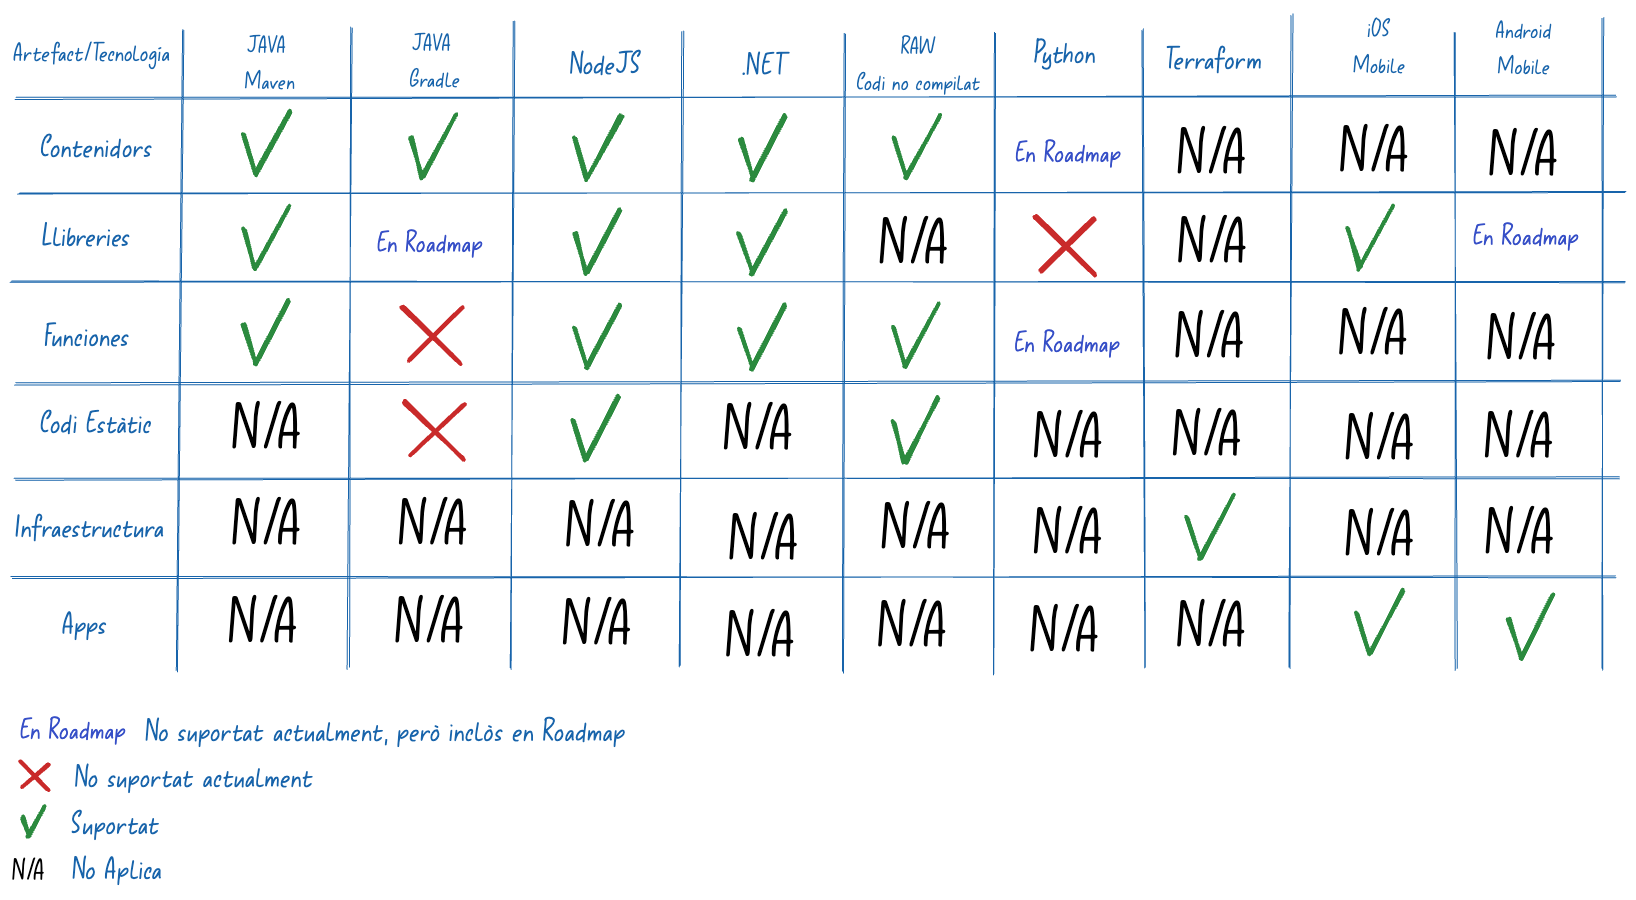 Artefact/Tecnología JAVA Maven JAVA Gradle NodeJS .NET RAW Codi no compilat Python Terraform iOS Mobile Android Mobile
Contenidors En Roadmap N/A N/A N/A
Llibreries En Roadmap N/A N/A En Roadmap
Funciones En Roadmap N/A N/A N/A
Codi Estàtic N/A N/A N/A N/A N/A N/A
Infraestructura N/A N/A N/A N/A N/A N/A N/A N/A
Apps N/A N/A N/A N/A N/A N/A N/A
En Roadmap No suportat actualment, però inclòs en Roadmap
No suportat actualment
Suportat
N/A No Aplica